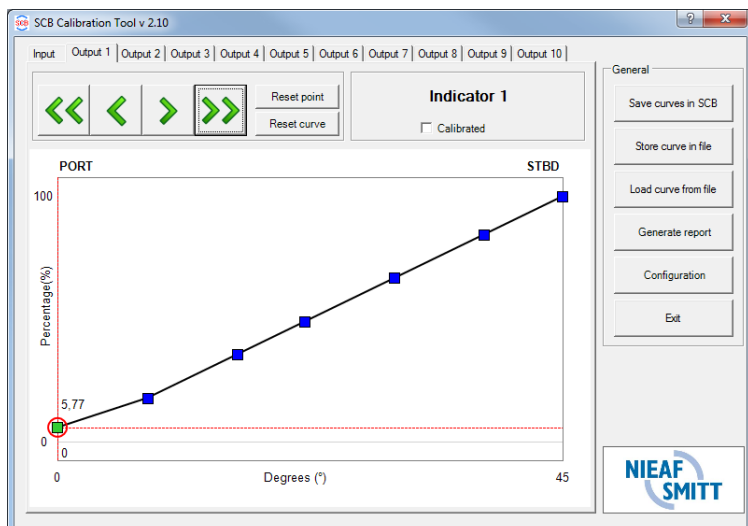 SCB Calibration Tool v 2.10
Input Output 1 Output 2 Output 3 Output 4 Output 5 Output 6 Output 7 Output 8 Output 9 Output 10
Reset point
Reset curve
Indicator 1
Calibrated
PORT
STBD
100
Percentage(%)
5,77
0
0
0
Degrees (°)
45
General
Save curves in SCB
Store curve in file
Load curve from file
Generate report
Configuration
Exit
NIEAF
SMITT